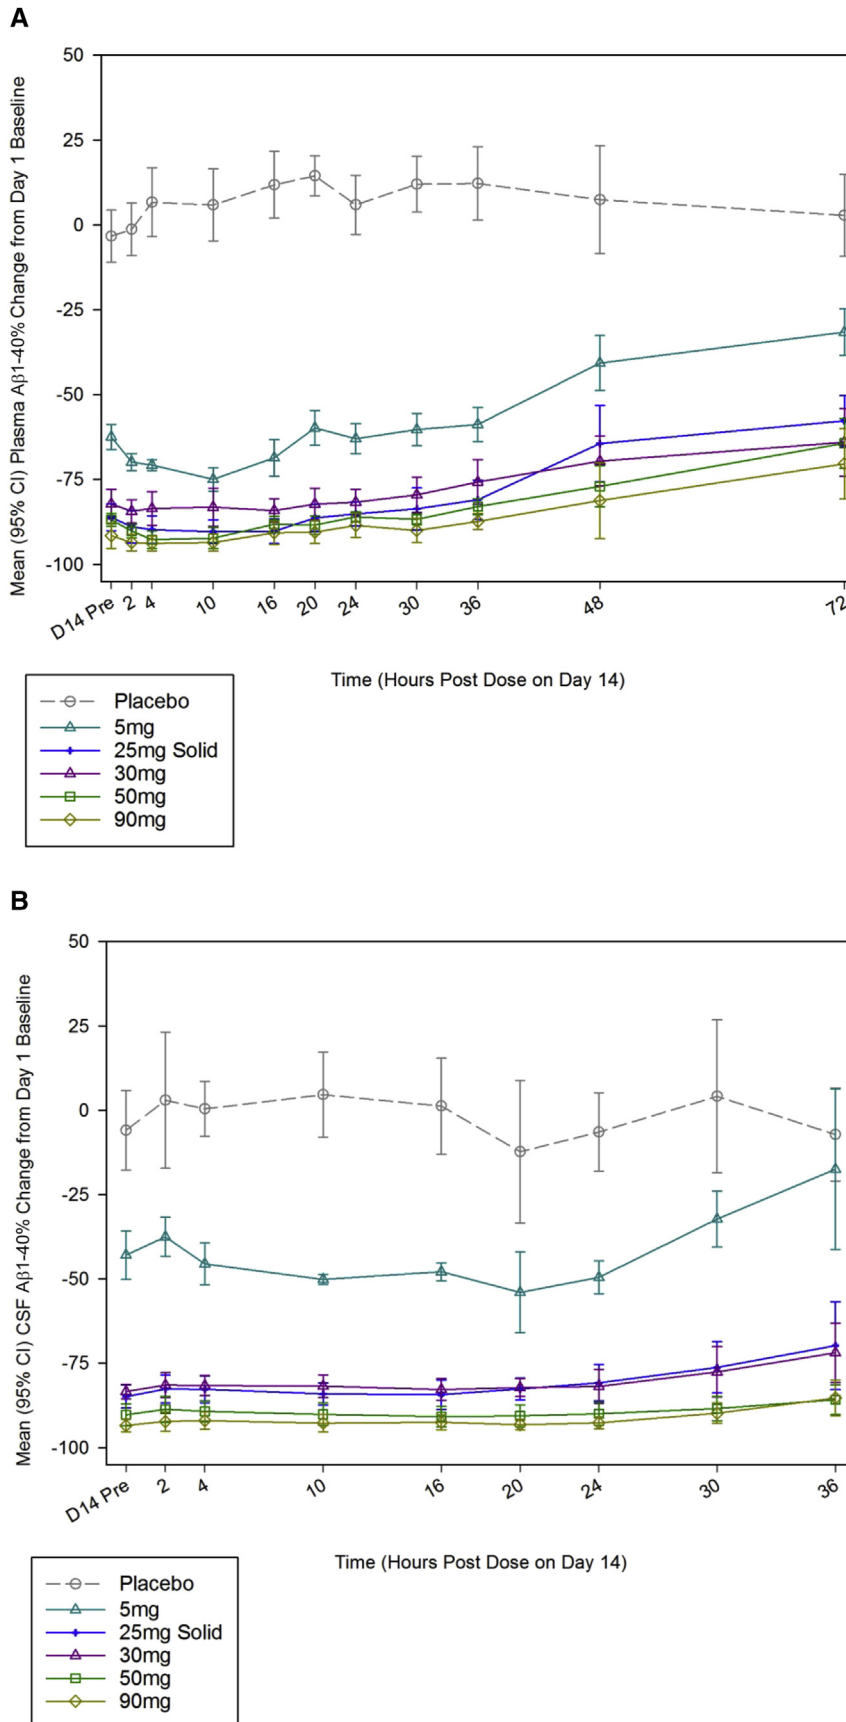 A
Mean (95% CI) Plasma Aβ1-40% Change from Day 1 Baseline
50
25
0
-25
-50
-75
-100
D14 Pre 2 4 10 16 20 24 30 36 48 72
Time (Hours Post Dose on Day 14)
Placebo
5mg
25mg Solid
30mg
50mg
90mg
B
Mean (95% CI) CSF Aβ1-40% Change from Day 1 Baseline
50
25
0
-25
-50
-75
-100
D14 Pre 2 4 10 16 20 24 30 36
Time (Hours Post Dose on Day 14)
Placebo
5mg
25mg Solid
30mg
50mg
90mg